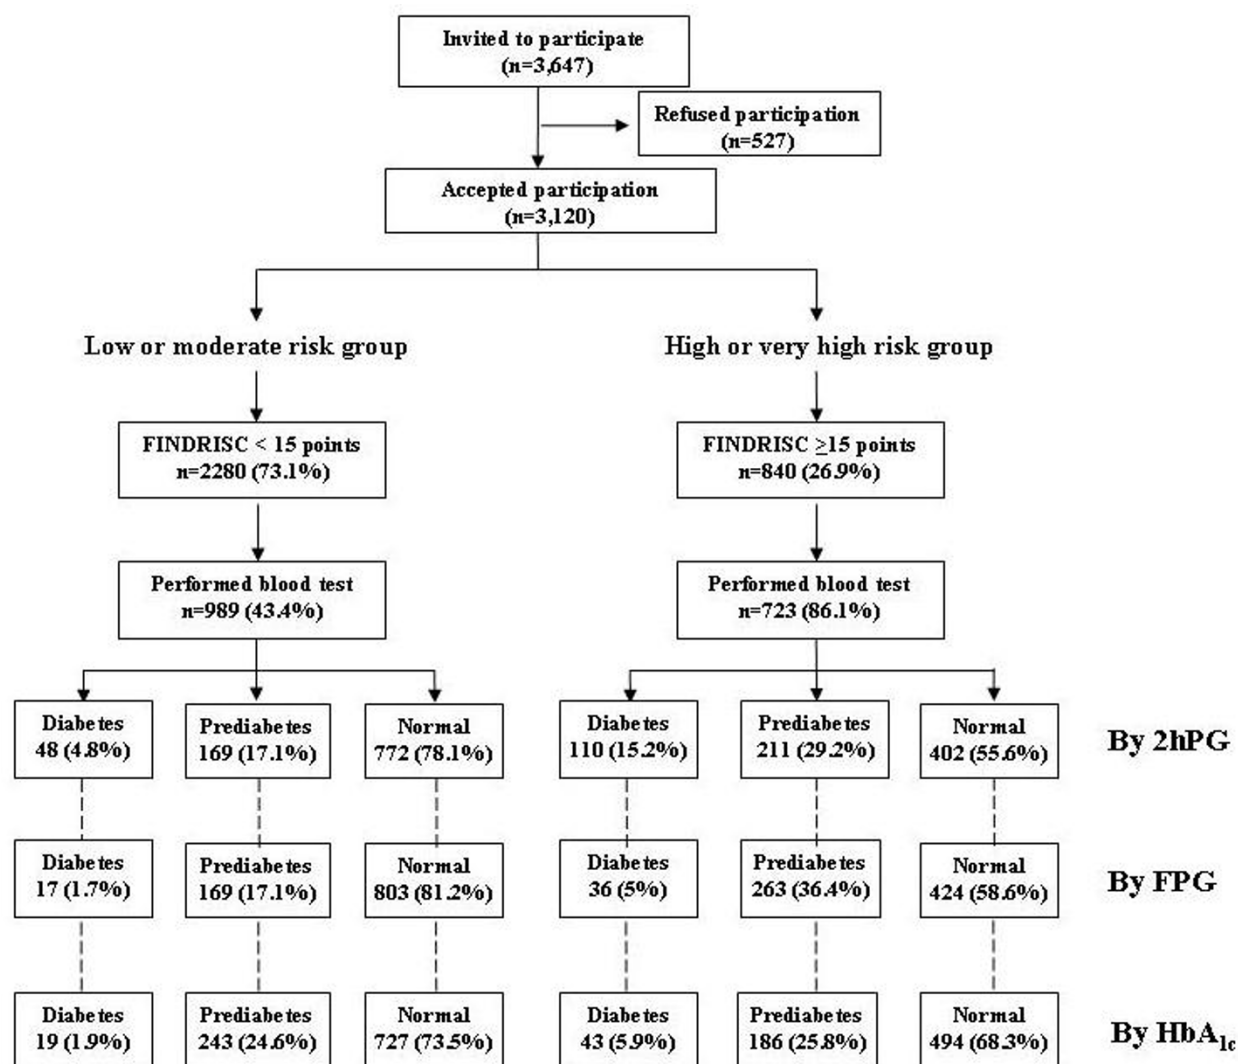 Invited to participate
(n=3,647)
Refused participation
(n=527)
Accepted participation
(n=3,120)
Low or moderate risk group
High or very high risk group
FINDRISC < 15 points
n=2280 (73.1%)
FINDRISC ≥15 points
n=840 (26.9%)
Performed blood test
n=989 (43.4%)
Performed blood test
n=723 (86.1%)
Diabetes
48 (4.8%)
Prediabetes
169 (17.1%)
Normal
772 (78.1%)
Diabetes
110 (15.2%)
Prediabetes
211 (29.2%)
Normal
402 (55.6%)
By 2hPG
Diabetes
17 (1.7%)
Prediabetes
169 (17.1%)
Normal
803 (81.2%)
Diabetes
36 (5%)
Prediabetes
263 (36.4%)
Normal
424 (58.6%)
By FPG
Diabetes
19 (1.9%)
Prediabetes
243 (24.6%)
Normal
727 (73.5%)
Diabetes
43 (5.9%)
Prediabetes
186 (25.8%)
Normal
494 (68.3%)
By HbA1c